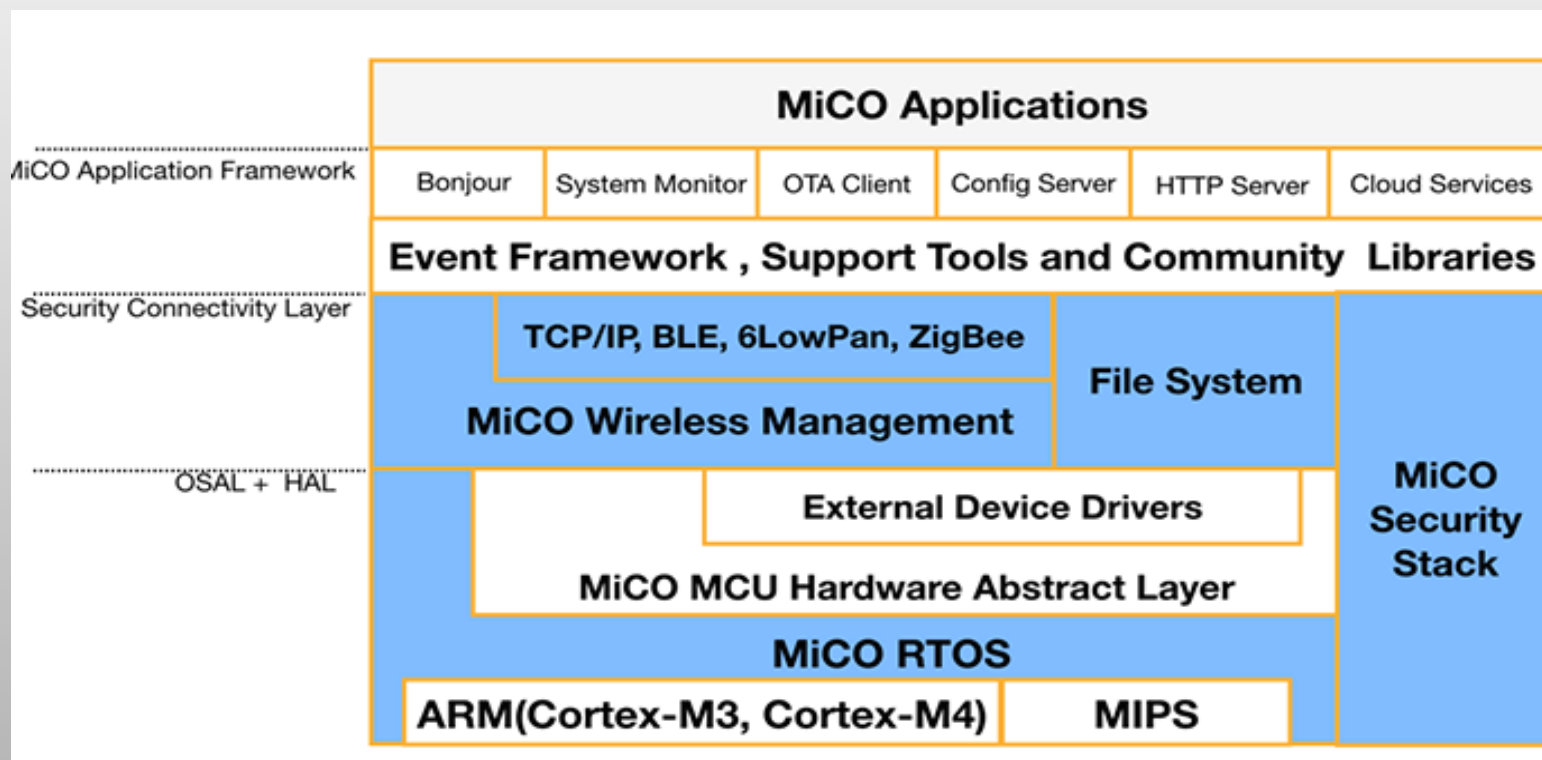 MiCO Applications
MiCO Application Framework
Bonjour
System Monitor
OTA Client
Config Server
HTTP Server
Cloud Services
Event Framework , Support Tools and Community Libraries
Security Connectivity Layer
TCP/IP, BLE, 6LowPan, ZigBee
File System
MiCO Wireless Management
OSAL + HAL
External Device Drivers
MiCO MCU Hardware Abstract Layer
MiCO
Security
Stack
MiCO RTOS
ARM(Cortex-M3, Cortex-M4)
MIPS